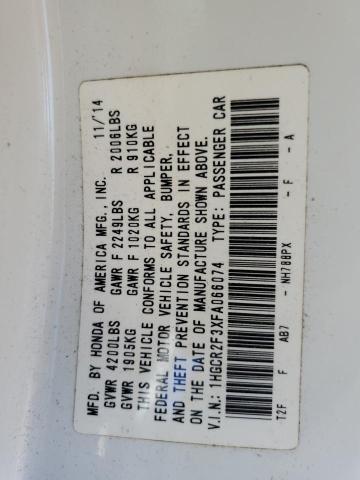 MFD. BY HONDA OF AMERICA MFG., INC. 11/'14
GVWR 4200LBS GAWR F 2249LBS R 2006LBS
GVWR 1905KG GAWR F 1020KG R 910KG
THIS VEHICLE CONFORMS TO ALL APPLICABLE
FEDERAL MOTOR VEHICLE SAFETY, BUMPER,
AND THEFT PREVENTION STANDARDS IN EFFECT
ON THE DATE OF MANUFACTURE SHOWN ABOVE.
V.I.N.: 1HGCR2F3XFA066074 TYPE: PASSENGER CAR
T2F F AB7 - NH788PX - F - A